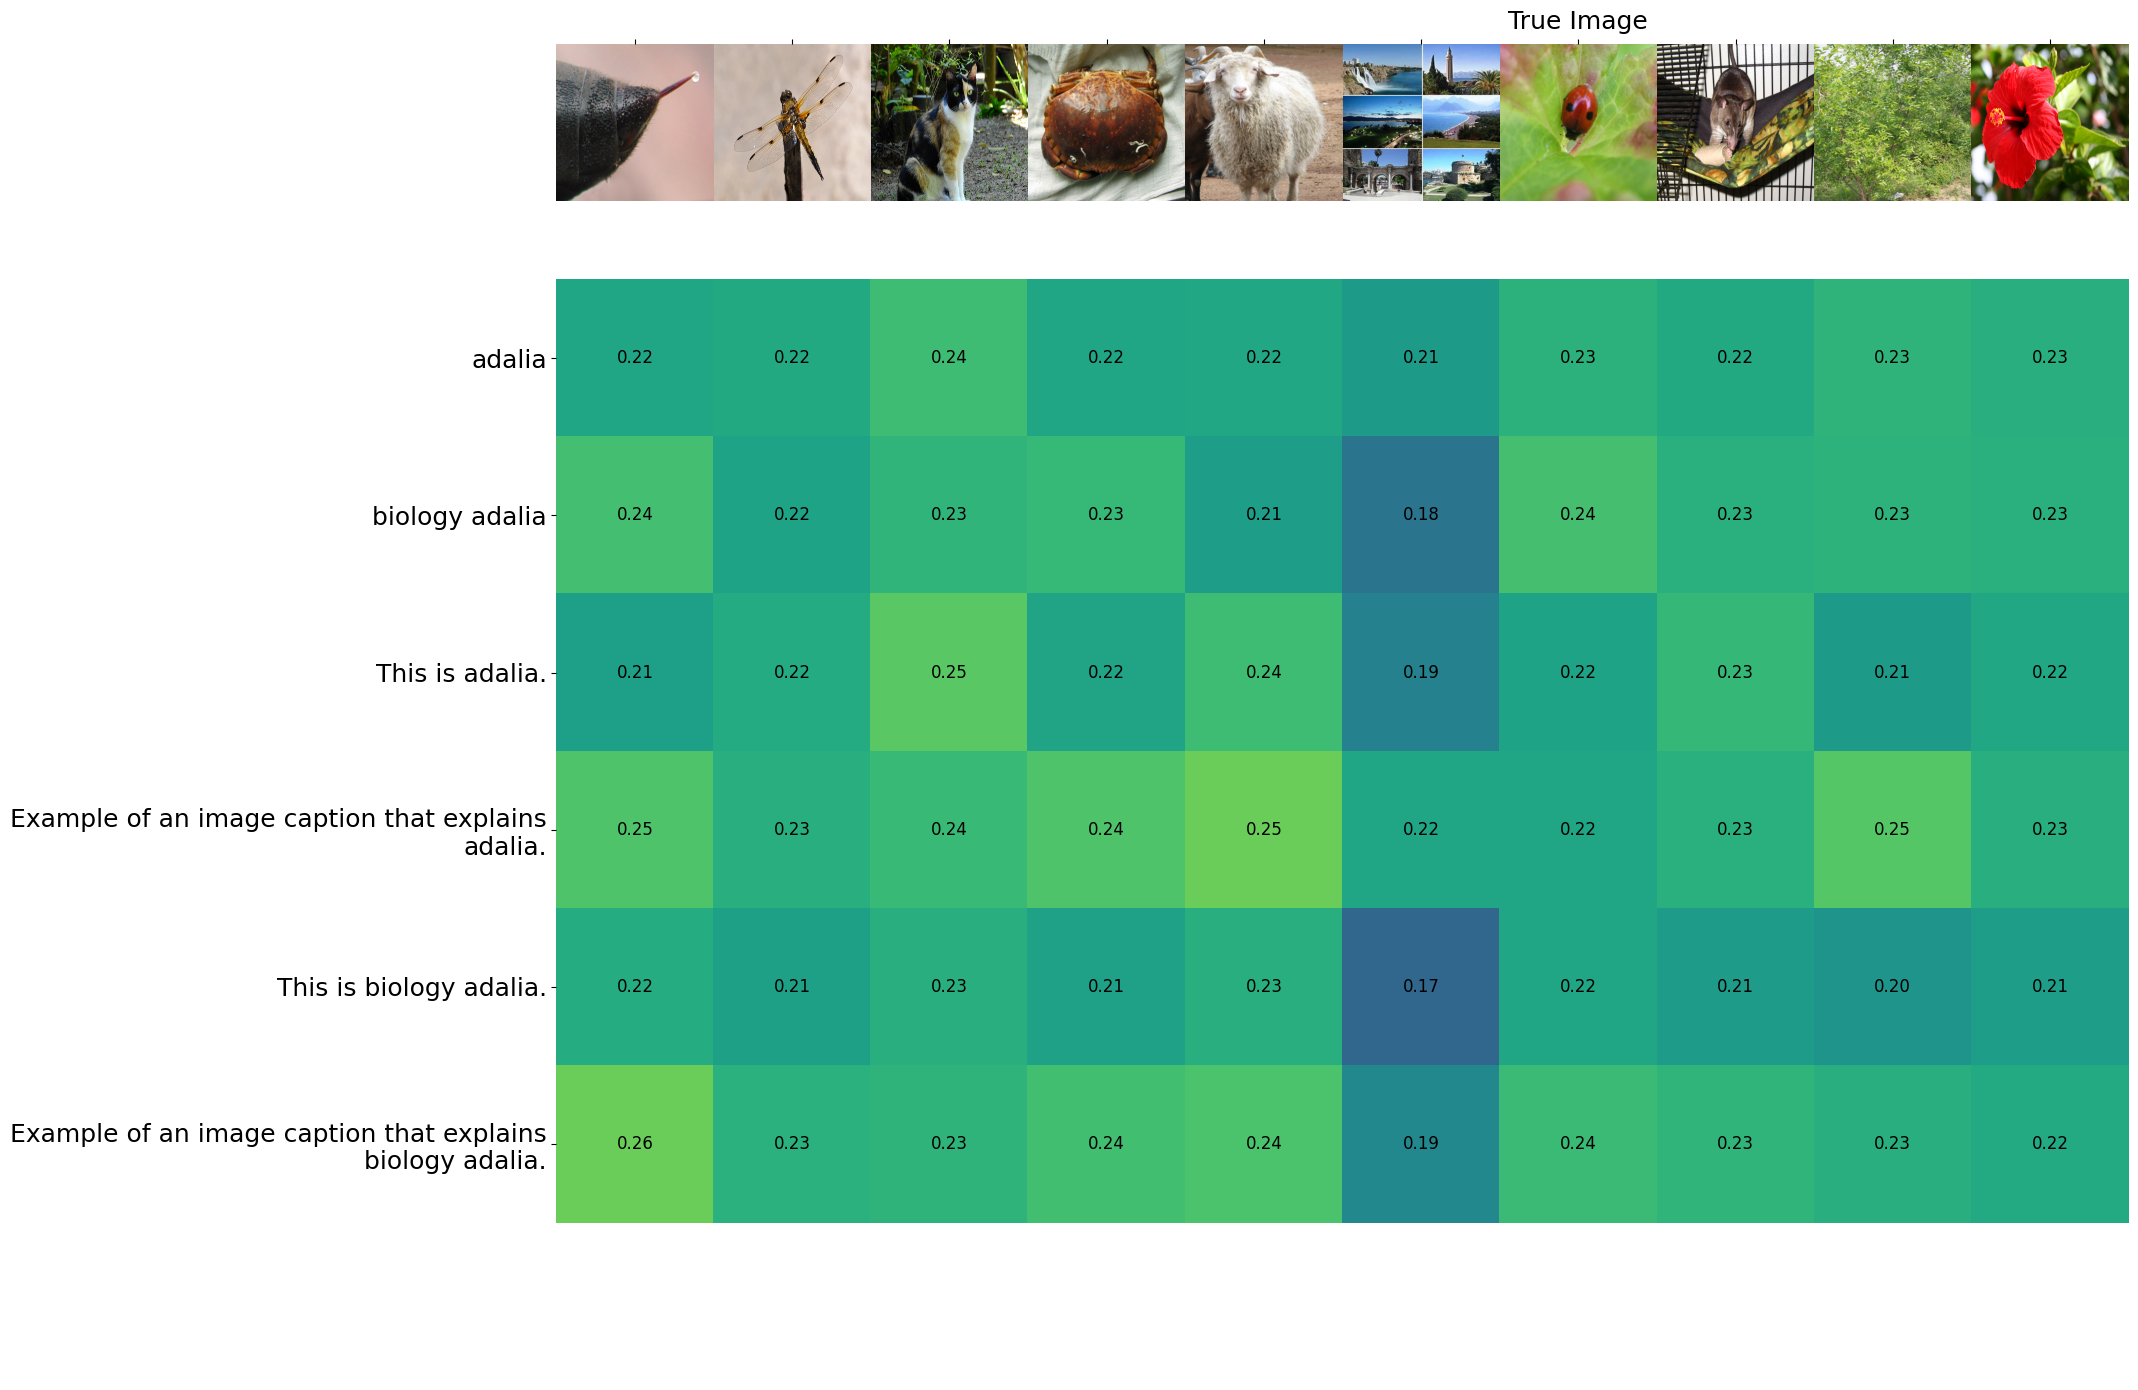 True Image
adalia
0.22 0.22 0.24 0.22 0.22 0.21 0.23 0.22 0.23 0.23
biology adalia
0.24 0.22 0.23 0.23 0.21 0.18 0.24 0.23 0.23 0.23
This is adalia.
0.21 0.22 0.25 0.22 0.24 0.19 0.22 0.23 0.21 0.22
Example of an image caption that explains
adalia.
0.25 0.23 0.24 0.24 0.25 0.22 0.22 0.23 0.25 0.23
This is biology adalia.
0.22 0.21 0.23 0.21 0.23 0.17 0.22 0.21 0.20 0.21
Example of an image caption that explains
biology adalia.
0.26 0.23 0.23 0.24 0.24 0.19 0.24 0.23 0.23 0.22